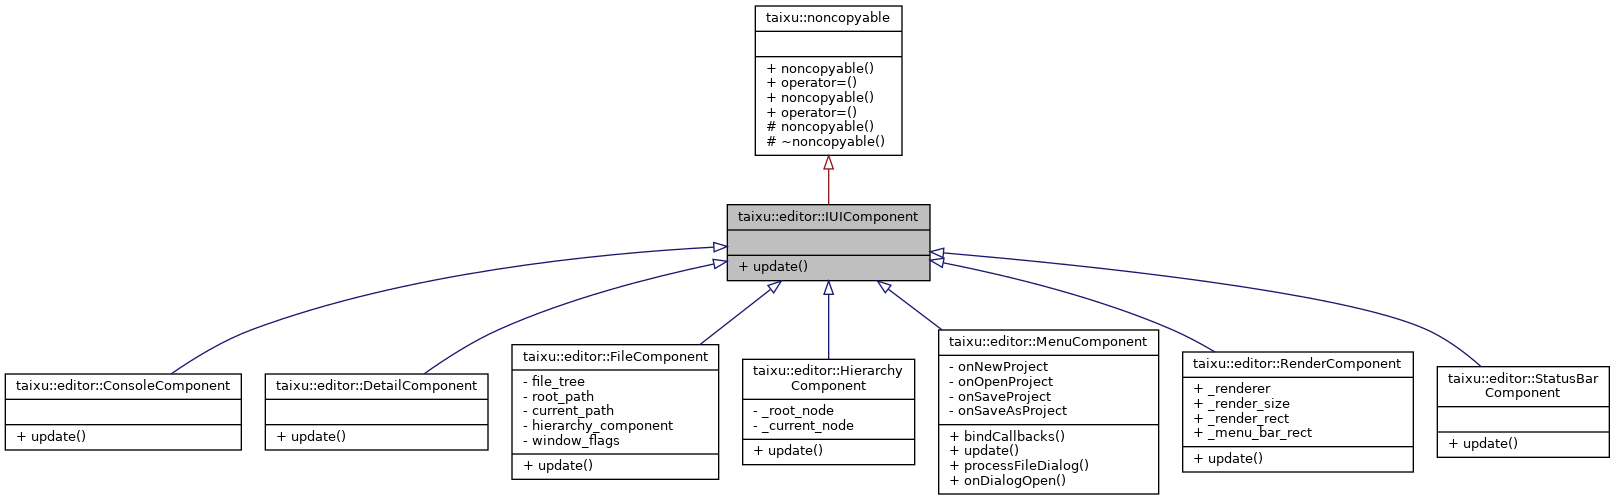 taixu::noncopyable
+ noncopyable()
+ operator=()
+ noncopyable()
+ operator=()
# noncopyable()
# ~noncopyable()
taixu::editor::IUIComponent
+ update()
taixu::editor::ConsoleComponent
+ update()
taixu::editor::DetailComponent
+ update()
taixu::editor::FileComponent
- file_tree
- root_path
- current_path
- hierarchy_component
- window_flags
+ update()
taixu::editor::Hierarchy
Component
- _root_node
- _current_node
+ update()
taixu::editor::MenuComponent
- onNewProject
- onOpenProject
- onSaveProject
- onSaveAsProject
+ bindCallbacks()
+ update()
+ processFileDialog()
+ onDialogOpen()
taixu::editor::RenderComponent
+ _renderer
+ _render_size
+ _render_rect
+ _menu_bar_rect
+ update()
taixu::editor::StatusBar
Component
+ update()